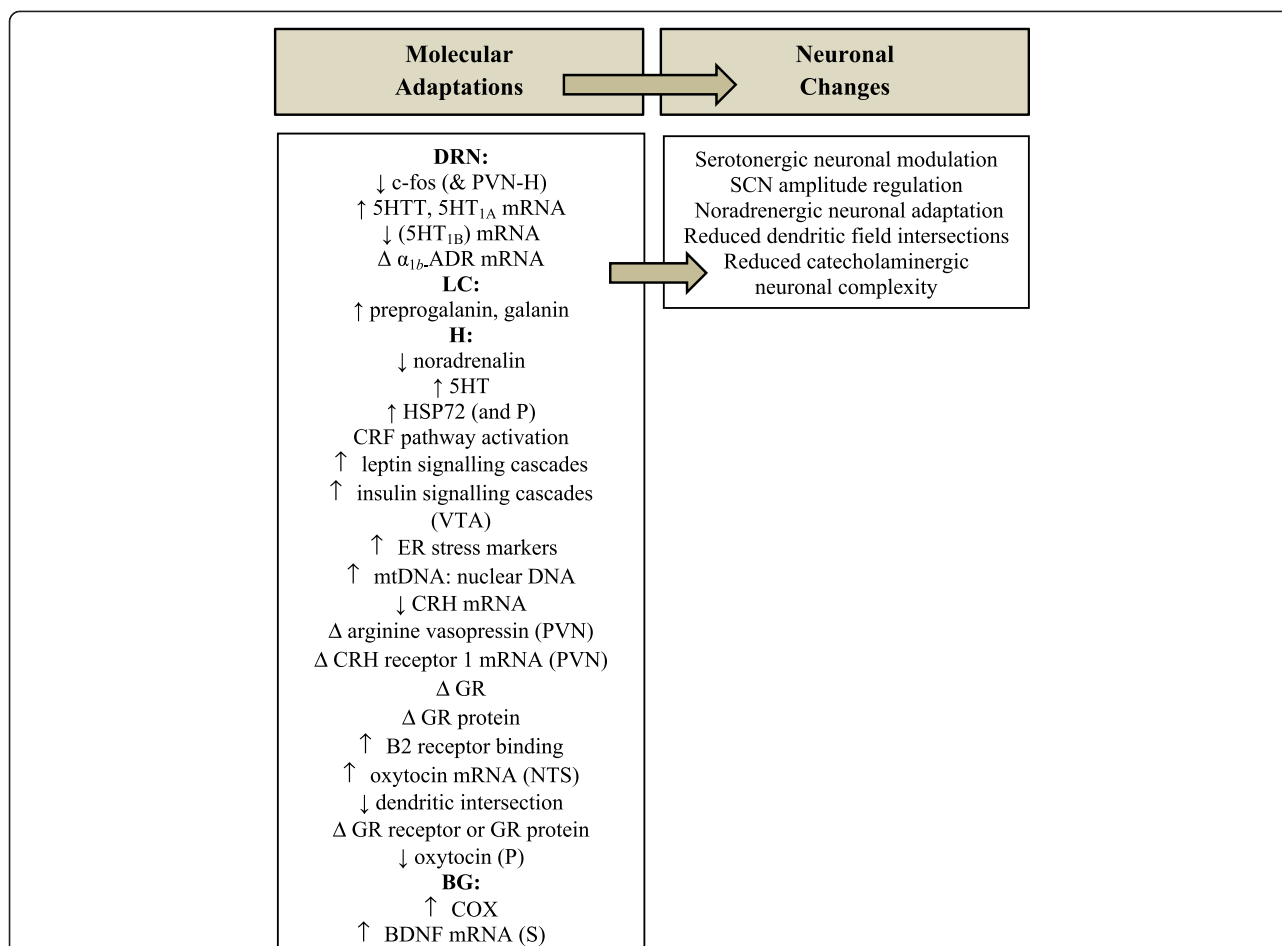 Molecular
Adaptations
Neuronal
Changes
DRN:
↓ c-fos (& PVN-H)
↑ 5HTT, 5HT1A mRNA
↓ (5HT1B) mRNA
Δ α1b-ADR mRNA
LC:
↑ preprogalanin, galanin
H:
↓ noradrenalin
↑ 5HT
↑ HSP72 (and P)
CRF pathway activation
↑ leptin signalling cascades
↑ insulin signalling cascades
(VTA)
↑ ER stress markers
↑ mtDNA: nuclear DNA
↓ CRH mRNA
Δ arginine vasopressin (PVN)
Δ CRH receptor 1 mRNA (PVN)
Δ GR
Δ GR protein
↑ B2 receptor binding
↑ oxytocin mRNA (NTS)
↓ dendritic intersection
Δ GR receptor or GR protein
↓ oxytocin (P)
BG:
↑ COX
↑ BDNF mRNA (S)
Serotonergic neuronal modulation
SCN amplitude regulation
Noradrenergic neuronal adaptation
Reduced dendritic field intersections
Reduced catecholaminergic
neuronal complexity